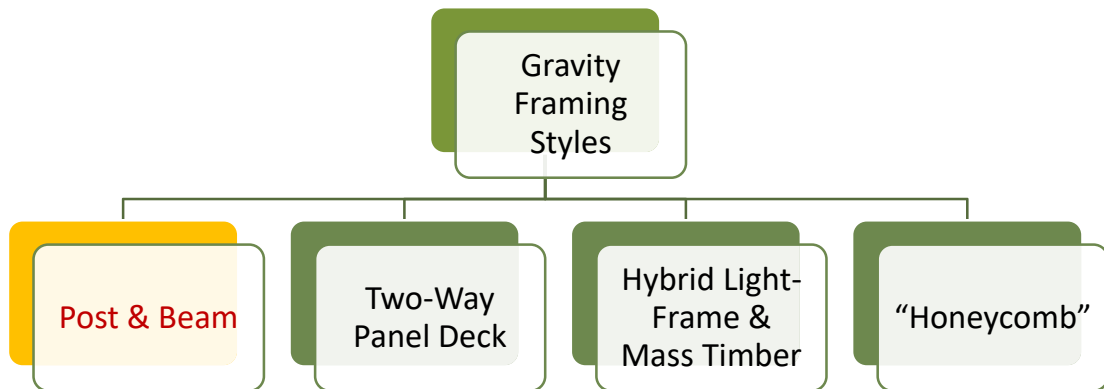 Gravity
Framing
Styles
Post & Beam
Two-Way
Panel Deck
Hybrid Light-
Frame &
Mass Timber
“Honeycomb”